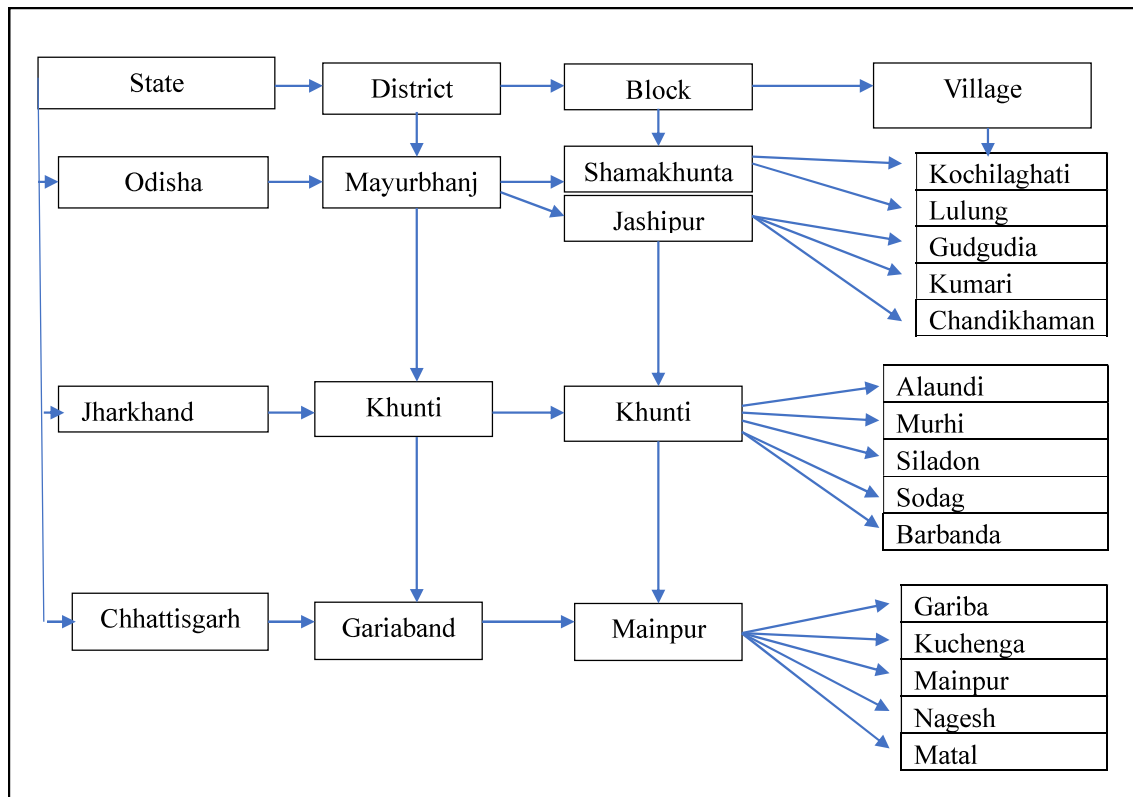 State
District
Block
Village
Odisha
Mayurbhanj
Shamakhunta
Jashipur
Kochilaghati
Lulung
Gudgudia
Kumari
Chandikhaman
Jharkhand
Khunti
Khunti
Alaundi
Murhi
Siladon
Sodag
Barbanda
Chhattisgarh
Gariaband
Mainpur
Gariba
Kuchenga
Mainpur
Nagesh
Matal